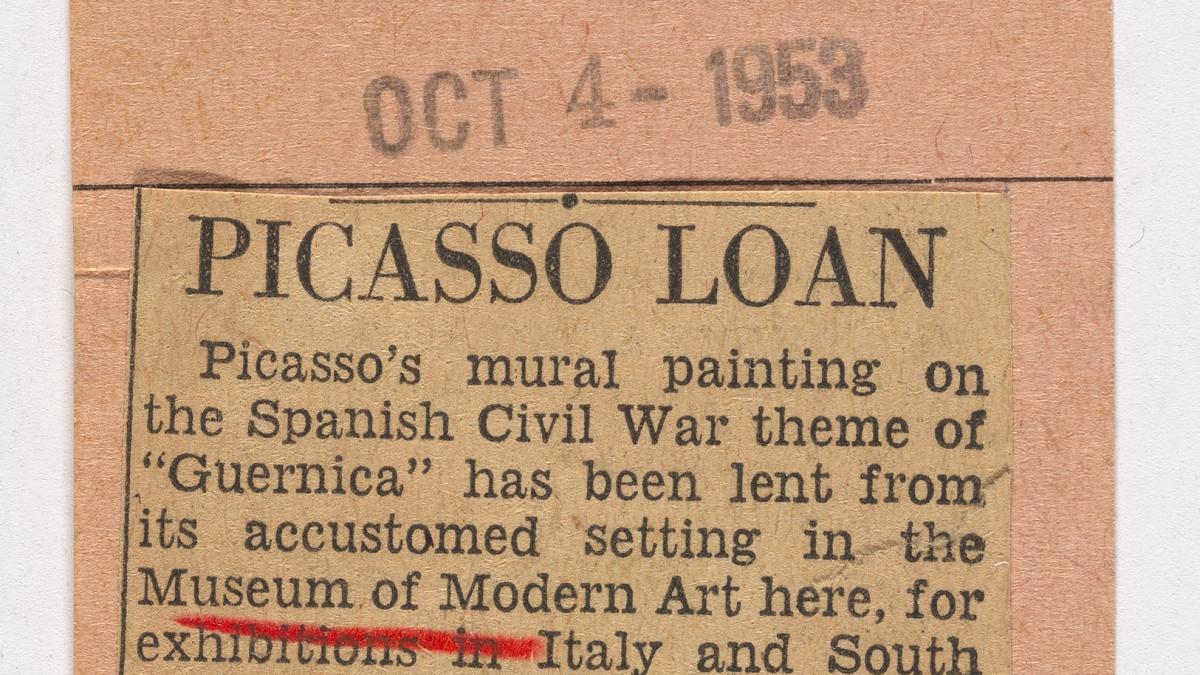 OCT 4- 1953
PICASSO LOAN
Picasso's mural painting on
the Spanish Civil War theme of
“Guernica” has been lent from
its accustomed setting in the
Museum of Modern Art here, for
exhibitions in Italy and South